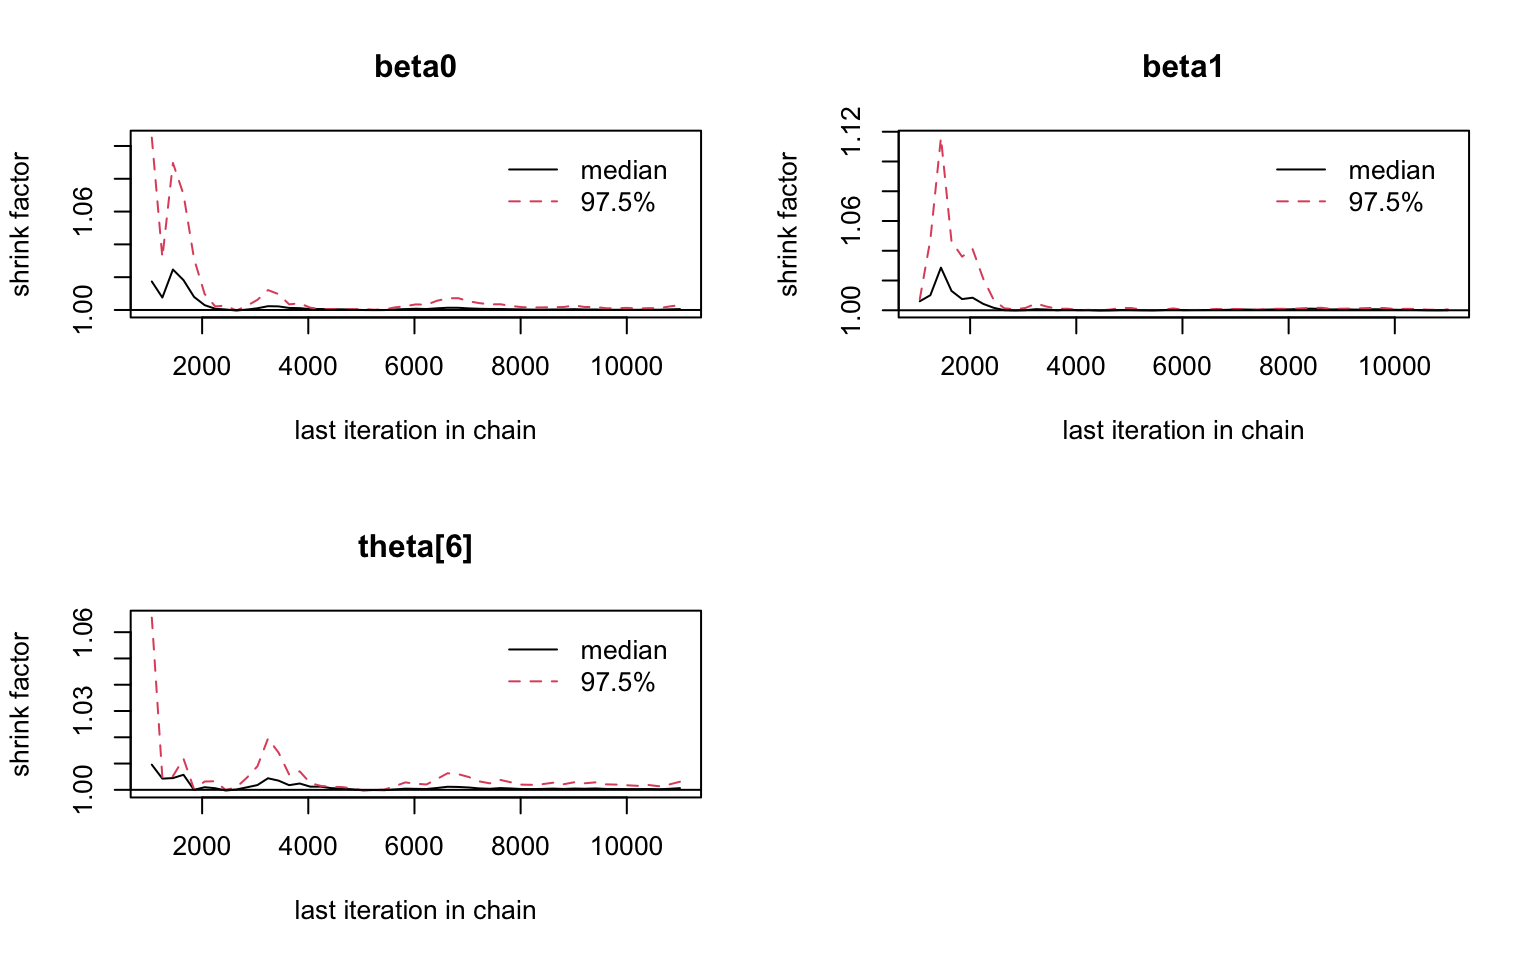 beta0
shrink factor
1.06
1.00
median
97.5%
2000 4000 6000 8000 10000
last iteration in chain
beta1
shrink factor
1.12
1.06
1.00
median
97.5%
2000 4000 6000 8000 10000
last iteration in chain
theta[6]
shrink factor
1.06
1.03
1.00
median
97.5%
2000 4000 6000 8000 10000
last iteration in chain